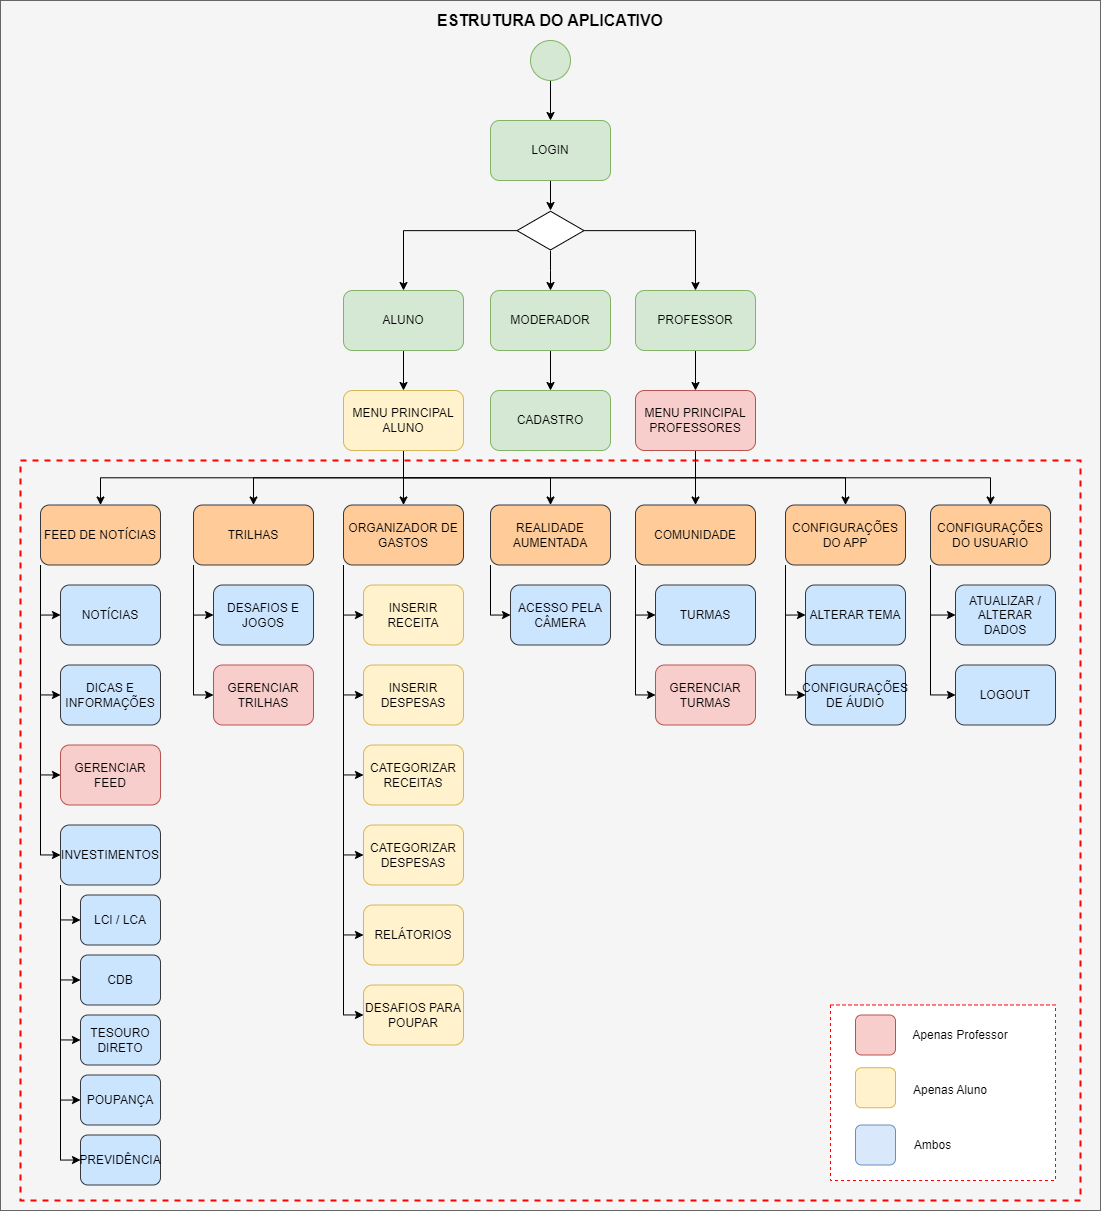 ESTRUTURA DO APLICATIVO
LOGIN
ALUNO
MODERADOR
PROFESSOR
MENU PRINCIPAL
ALUNO
CADASTRO
MENU PRINCIPAL
PROFESSORES
FEED DE NOTÍCIAS
TRILHAS
ORGANIZADOR DE
GASTOS
REALIDADE
AUMENTADA
COMUNIDADE
CONFIGURAÇÕES
DO APP
CONFIGURAÇÕES
DO USUARIO
NOTÍCIAS
DICAS E
INFORMAÇÕES
GERENCIAR
FEED
INVESTIMENTOS
LCI / LCA
CDB
TESOURO
DIRETO
POUPANÇA
PREVIDÊNCIA
DESAFIOS E
JOGOS
GERENCIAR
TRILHAS
INSERIR
RECEITA
INSERIR
DESPESAS
CATEGORIZAR
RECEITAS
CATEGORIZAR
DESPESAS
RELÁTORIOS
DESAFIOS PARA
POUPAR
ACESSO PELA
CÂMERA
TURMAS
GERENCIAR
TURMAS
ALTERAR TEMA
CONFIGURAÇÕES
DE ÁUDIO
ATUALIZAR /
ALTERAR
DADOS
LOGOUT
Apenas Professor
Apenas Aluno
Ambos